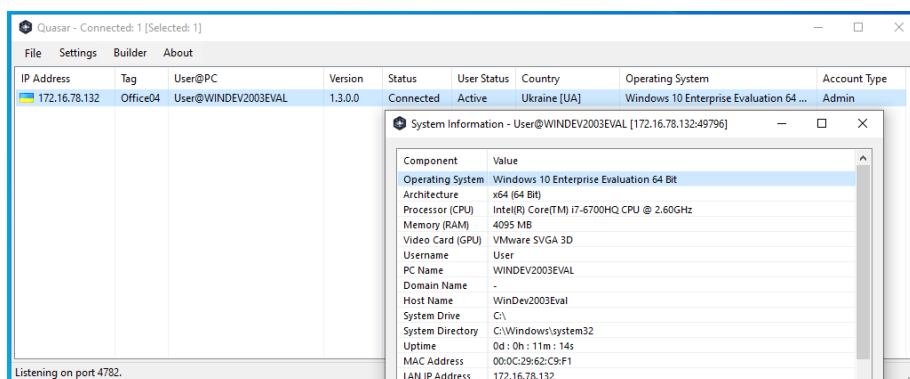 Quasar - Connected: 1 [Selected: 1]
File Settings Builder About
IP Address Tag User@PC Version Status User Status Country Operating System Account Type
172.16.78.132 Office04 User@WINDEV2003EVAL 1.3.0.0 Connected Active Ukraine [UA] Windows 10 Enterprise Evaluation 64 ... Admin
System Information - User@WINDEV2003EVAL [172.16.78.132:49796]
Component Value
Operating System Windows 10 Enterprise Evaluation 64 Bit
Architecture x64 (64 Bit)
Processor (CPU) Intel(R) Core(TM) i7-6700HQ CPU @ 2.60GHz
Memory (RAM) 4095 MB
Video Card (GPU) VMware SVGA 3D
Username User
PC Name WINDEV2003EVAL
Domain Name -
Host Name WinDev2003Eval
System Drive C:\
System Directory C:\Windows\system32
Uptime 0d : 0h : 11m : 14s
MAC Address 00:0C:29:62:C9:F1
LAN IP Address 172.16.78.132
Listening on port 4782.